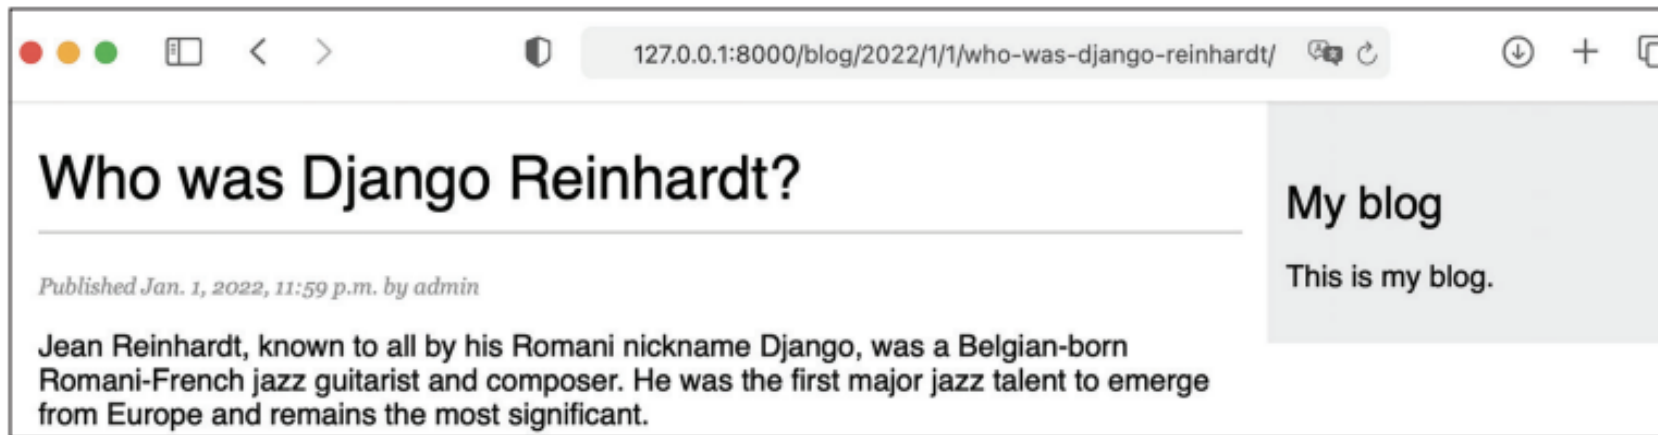 127.0.0.1:8000/blog/2022/1/1/who-was-django-reinhardt/
Who was Django Reinhardt?
Published Jan. 1, 2022, 11:59 p.m. by admin
Jean Reinhardt, known to all by his Romani nickname Django, was a Belgian-born
Romani-French jazz guitarist and composer. He was the first major jazz talent to emerge
from Europe and remains the most significant.
My blog
This is my blog.